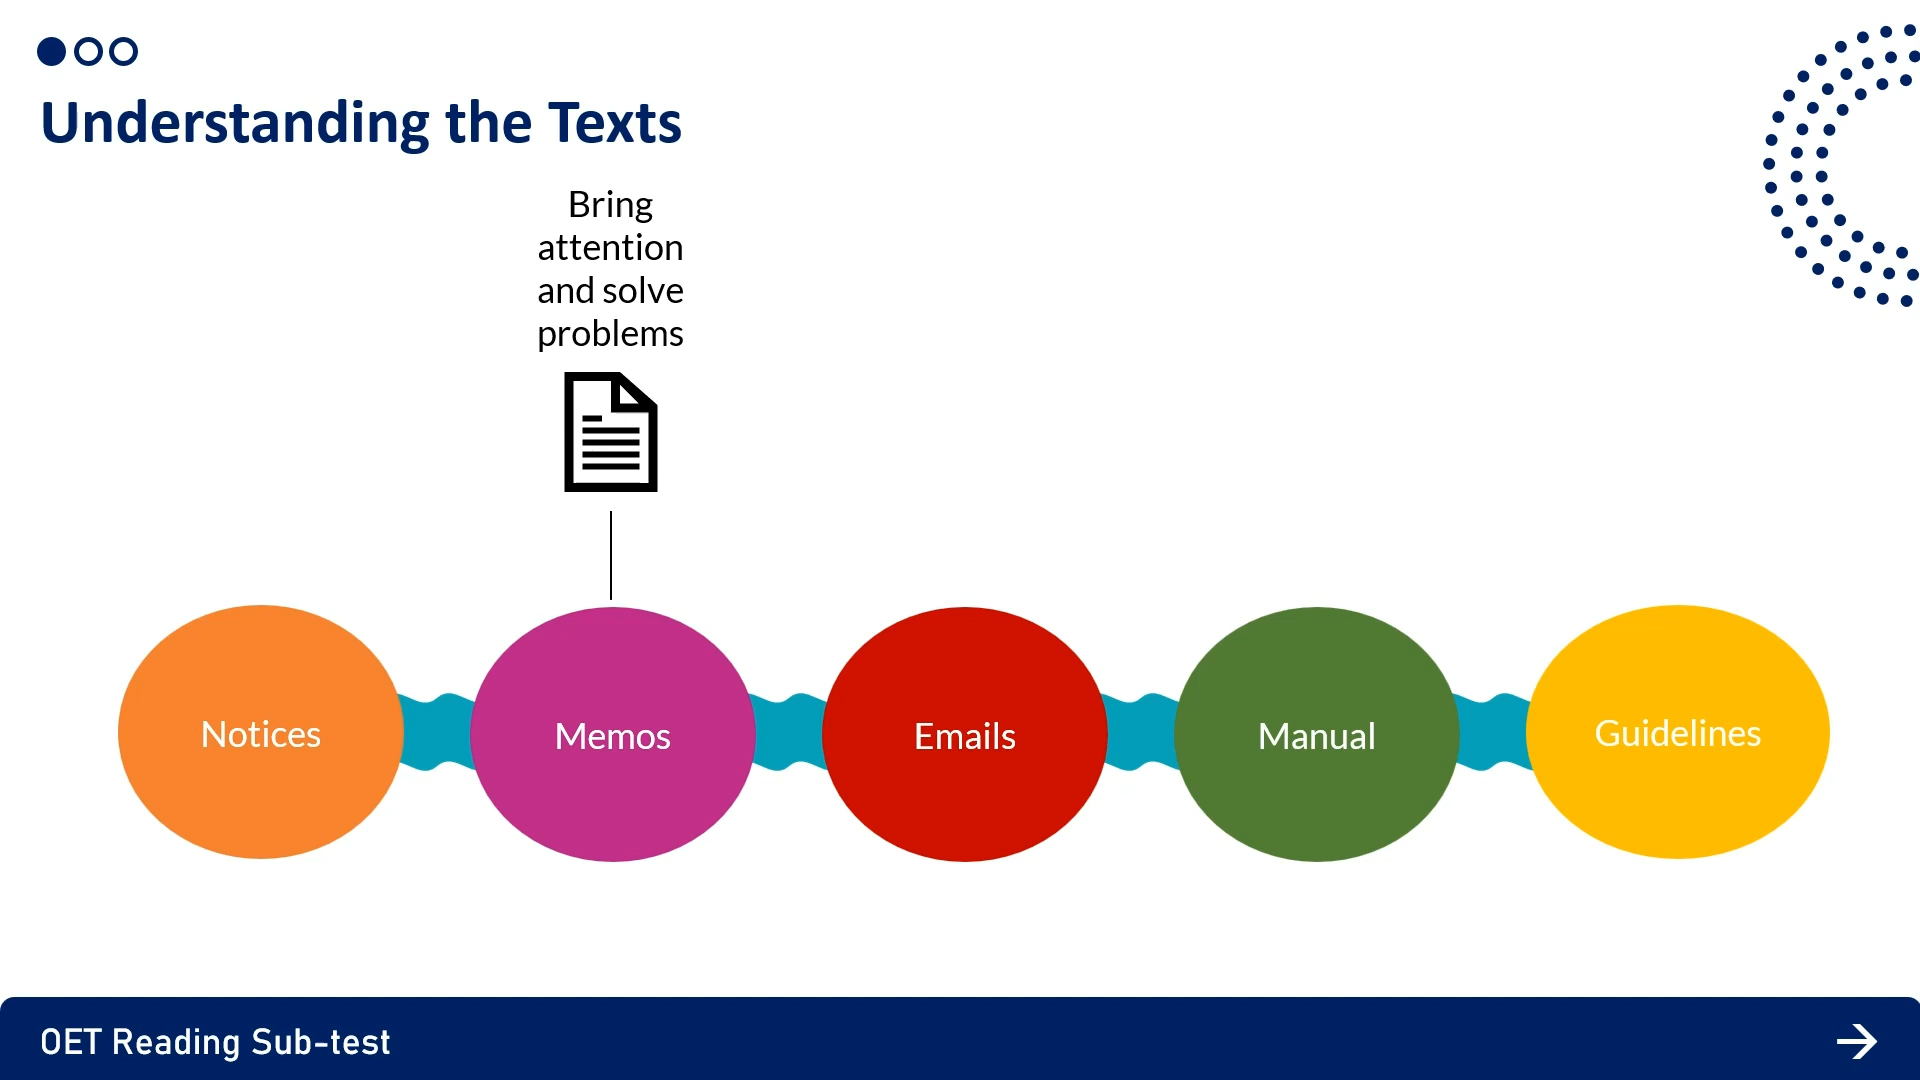 Understanding the Texts
Bring
attention
and solve
problems
Notices
Memos
Emails
Manual
Guidelines
OET Reading Sub-test